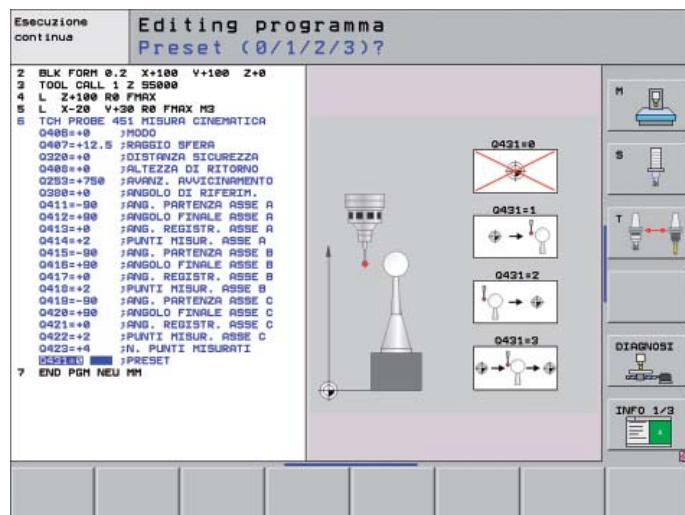 Esecuzione
continua
Editing programma
Preset (0/1/2/3)?
2 BLK FORM 0.2 X+100 Y+100 Z+0
3 TOOL CALL 1 Z S5000
4 L Z+100 R0 FMAX
5 L X-20 Y+30 R0 FMAX M3
6 TCH PROBE 451 MISURA CINEMATICA
Q406=+0 ;MODO
Q407=+12.5 ;RAGGIO SFERA
Q320=+0 ;DISTANZA SICUREZZA
Q408=+0 ;ALTEZZA DI RITORNO
Q253=+750 ;AVANZ. AVVICINAMENTO
Q380=+0 ;ANGOLO DI RIFERIM.
Q411=-90 ;ANG. PARTENZA ASSE A
Q412=+90 ;ANGOLO FINALE ASSE A
Q413=+0 ;ANG. REGISTR. ASSE A
Q414=+2 ;PUNTI MISUR. ASSE A
Q415=-90 ;ANG. PARTENZA ASSE B
Q416=+90 ;ANGOLO FINALE ASSE B
Q417=+0 ;ANG. REGISTR. ASSE B
Q418=+2 ;PUNTI MISUR. ASSE B
Q419=-90 ;ANG. PARTENZA ASSE C
Q420=+90 ;ANGOLO FINALE ASSE C
Q421=+0 ;ANG. REGISTR. ASSE C
Q422=+2 ;PUNTI MISUR. ASSE C
Q423=+4 ;N. PUNTI MISURATI
Q431=0 ;PRESET
7 END PGM NEU MM
Q431=0
Q431=1
Q431=2
Q431=3
M
S
T
DIAGNOSI
INFO 1/3